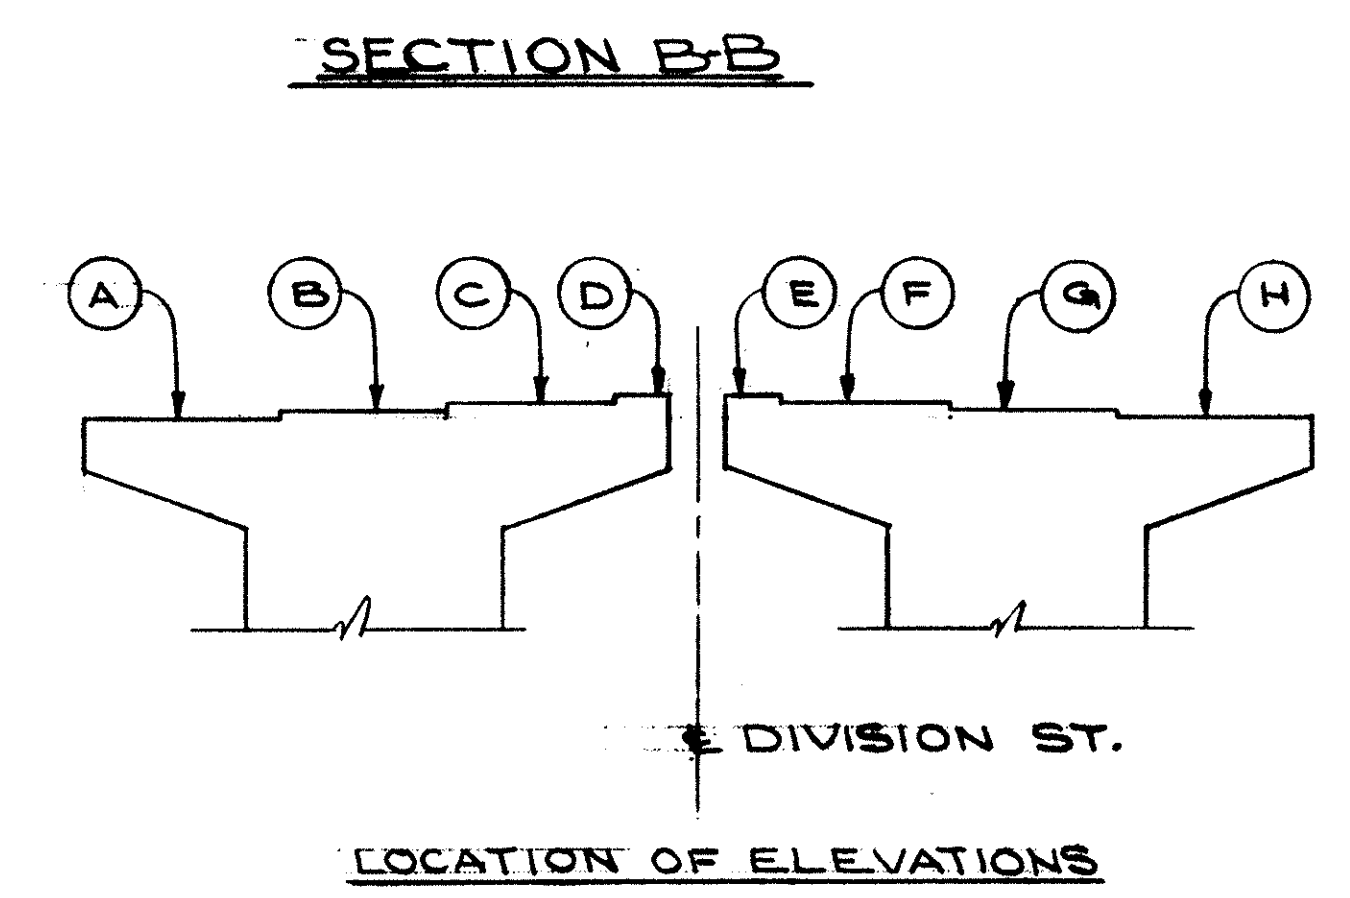 SECTION B-B
A B C D E F G H
℄ DIVISION ST.
LOCATION OF ELEVATIONS